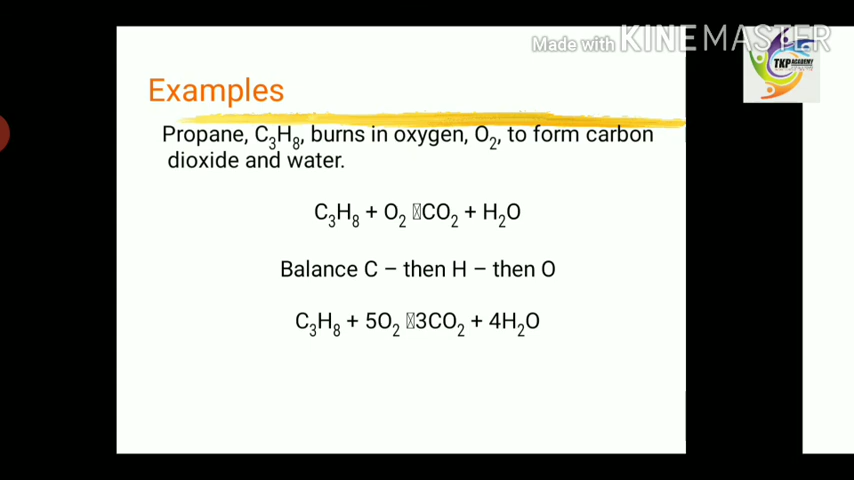 Made with KINEMASTER
TKP ACADEMY
Examples
Propane, C₃H₈, burns in oxygen, O₂, to form carbon
dioxide and water.
C₃H₈ + O₂ 􀀀CO₂ + H₂O
Balance C – then H – then O
C₃H₈ + 5O₂ 􀀀3CO₂ + 4H₂O